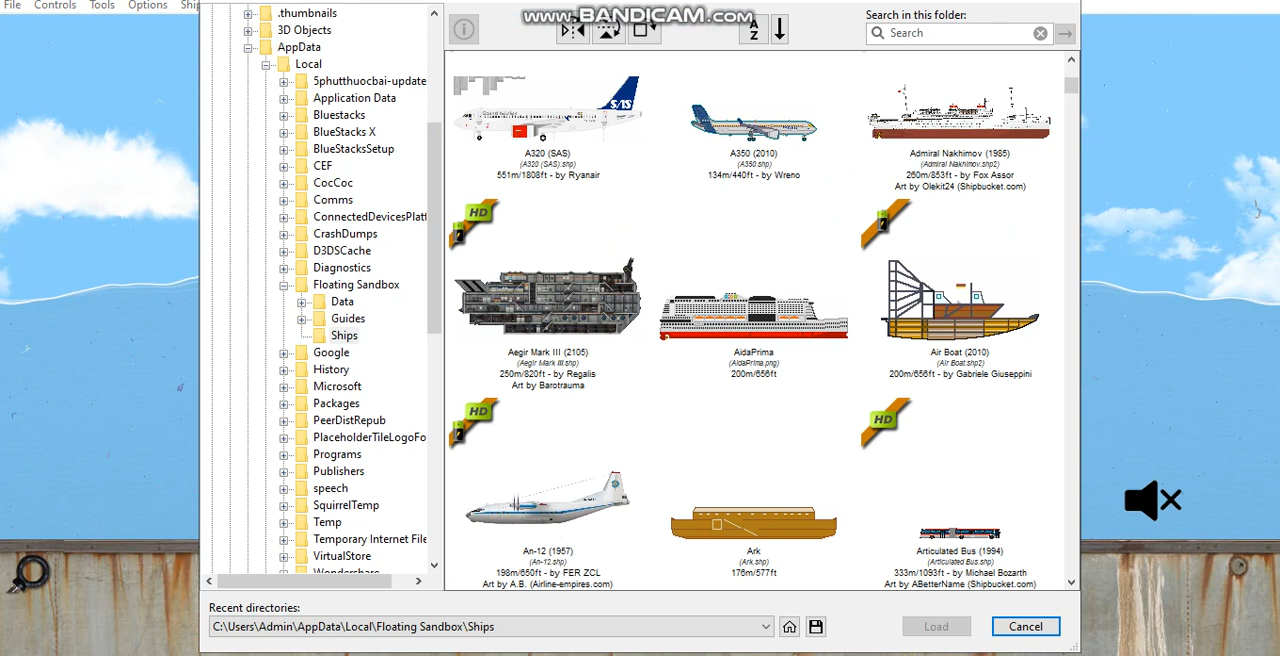 File Controls Tools Options Ship
www.BANDICAM.com
.thumbnails
3D Objects
AppData
Local
5phutthuocbai-update
Application Data
Bluestacks
BlueStacks X
BlueStacksSetup
CEF
CocCoc
Comms
ConnectedDevicesPlatf
CrashDumps
D3DSCache
Diagnostics
Floating Sandbox
Data
Guides
Ships
Google
History
Microsoft
Packages
PeerDistRepub
PlaceholderTileLogoFo
Programs
Publishers
speech
SquirrelTemp
Temp
Temporary Internet File
VirtualStore
Wondershare
A
Z
Search in this folder:
Search
SAS
Scandinavian
A320 (SAS)
(A320 (SAS).shp)
551m/1808ft - by Ryanair
A350 (2010)
(A350.shp)
134m/440ft - by Wreno
Admiral Nakhimov (1985)
(Admiral Nakhimov.shp2)
260m/853ft - by Fox Assor
Art by Olekit24 (Shipbucket.com)
HD
Aegir Mark III (2105)
(Aegir Mark III.shp)
250m/820ft - by Regalis
Art by Barotrauma
AidaPrima
(AidaPrima.png)
200m/656ft
Air Boat (2010)
(Air Boat.shp2)
200m/656ft - by Gabriele Giuseppini
HD
An-12 (1957)
(An-12.shp)
198m/650ft - by FER ZCL
Art by A.B. (Airline-empires.com)
Ark
(Ark.shp)
176m/577ft
HD
Articulated Bus (1994)
(Articulated Bus.shp)
333m/1093ft - by Michael Bozarth
Art by ABetterName (Shipbucket.com)
Recent directories:
C:\Users\Admin\AppData\Local\Floating Sandbox\Ships
Load
Cancel